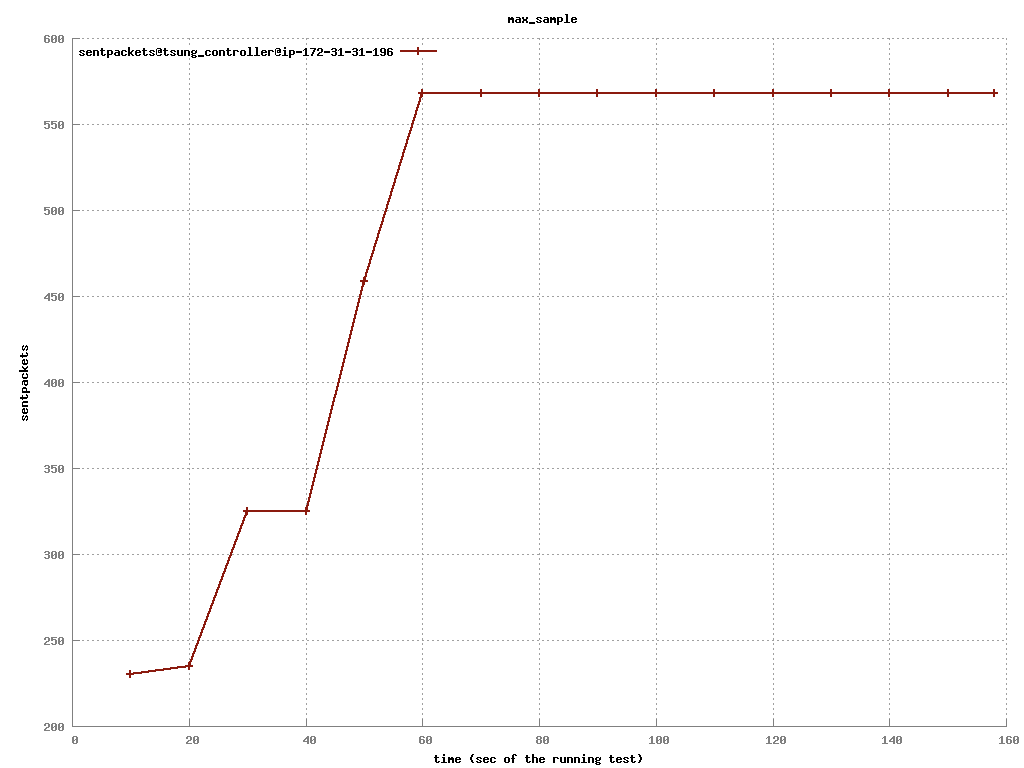 max_sample
sentpackets@tsung_controller@ip-172-31-31-196
600
550
500
450
400
350
300
250
200
sentpackets
0 20 40 60 80 100 120 140 160
time (sec of the running test)